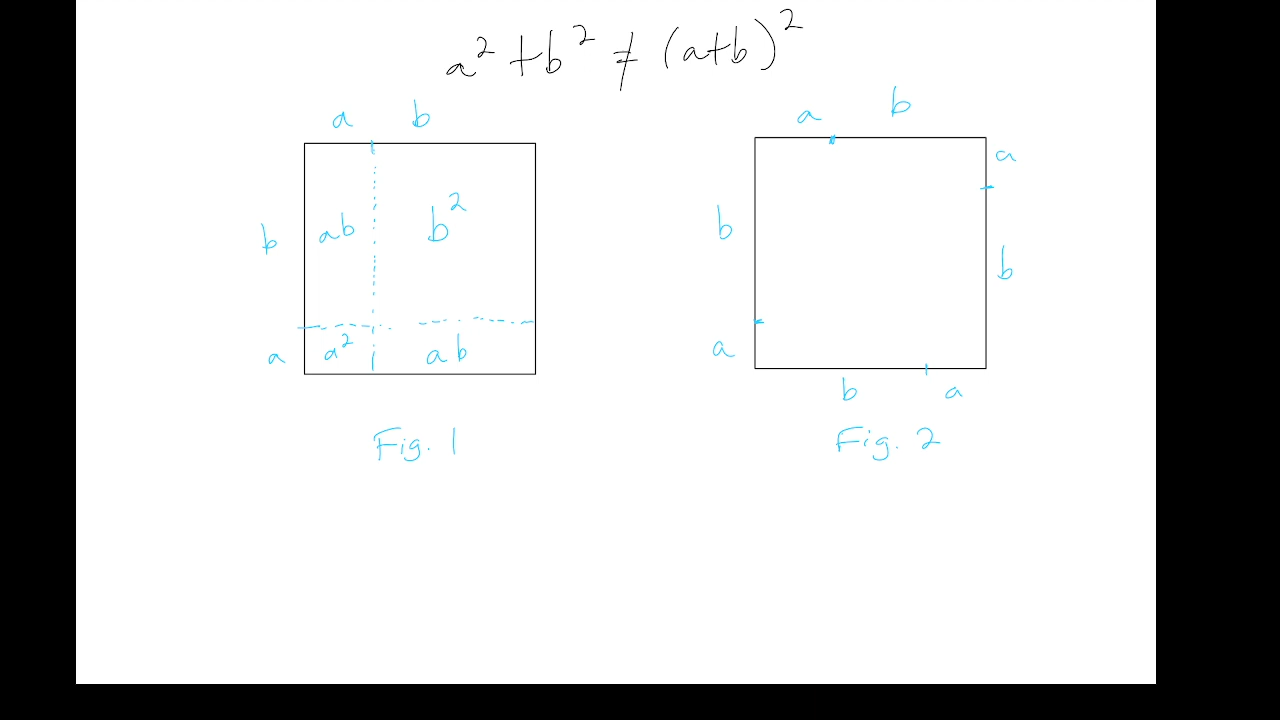 a² + b² ≠ (a+b)²
a b
b ab b²
a a² ab
Fig. 1
a b
a
b
b
a
b a
Fig. 2